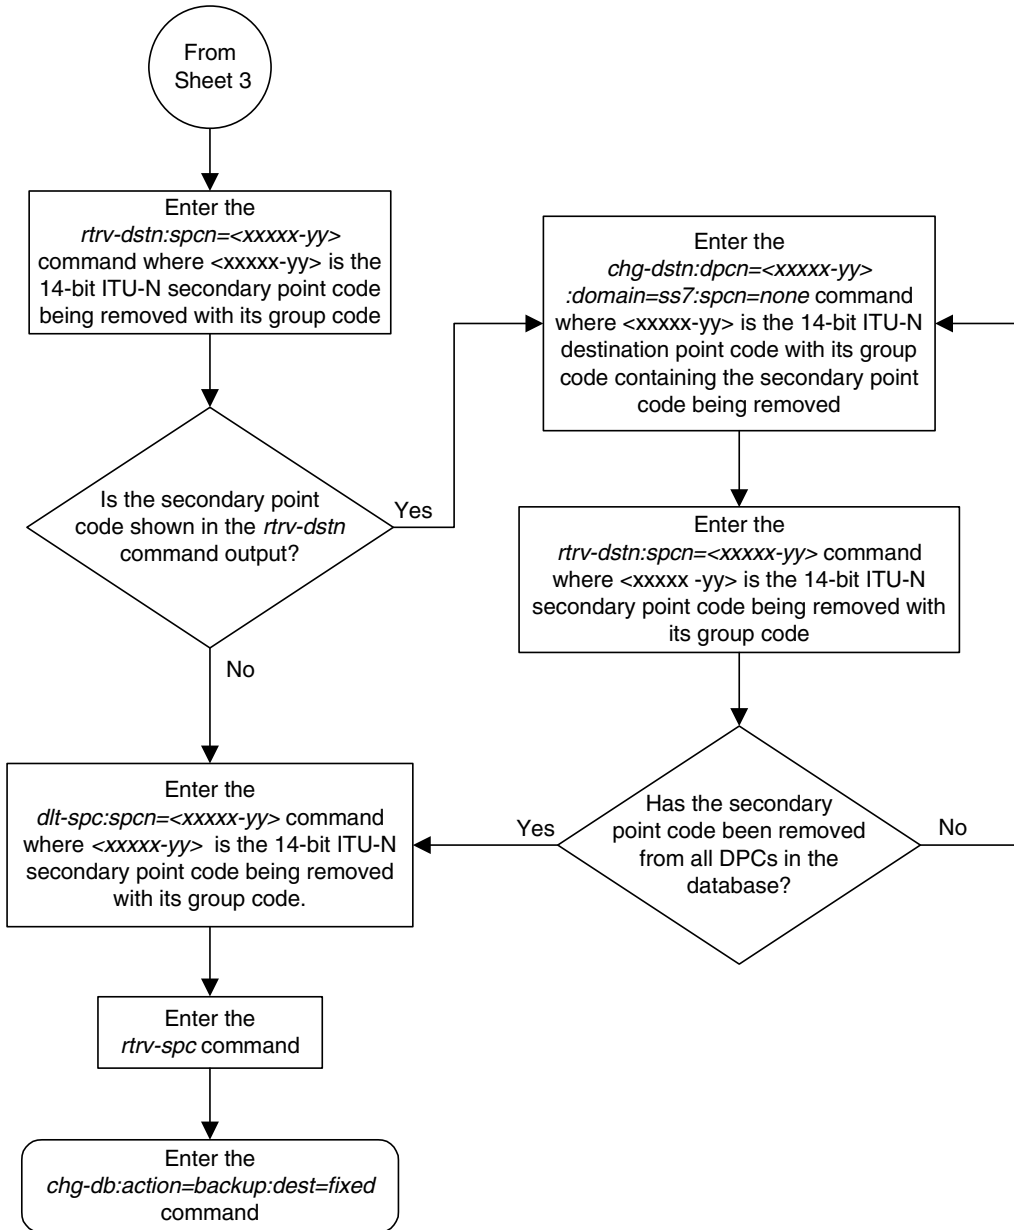 From
Sheet 3
Enter the
rtrv-dstn:spcn=<xxxxx-yy>
command where <xxxxx-yy> is the
14-bit ITU-N secondary point code
being removed with its group code
Is the secondary point
code shown in the rtrv-dstn
command output?
Yes
No
Enter the
chg-dstn:dpcn=<xxxxx-yy>
:domain=ss7:spcn=none command
where <xxxxx-yy> is the 14-bit ITU-N
destination point code with its group
code containing the secondary point
code being removed
Enter the
rtrv-dstn:spcn=<xxxxx-yy> command
where <xxxxx -yy> is the 14-bit ITU-N
secondary point code being removed with
its group code
Has the secondary
point code been removed
from all DPCs in the
database?
Yes
No
Enter the
dlt-spc:spcn=<xxxxx-yy> command
where <xxxxx-yy> is the 14-bit ITU-N
secondary point code being removed
with its group code.
Enter the
rtrv-spc command
Enter the
chg-db:action=backup:dest=fixed
command